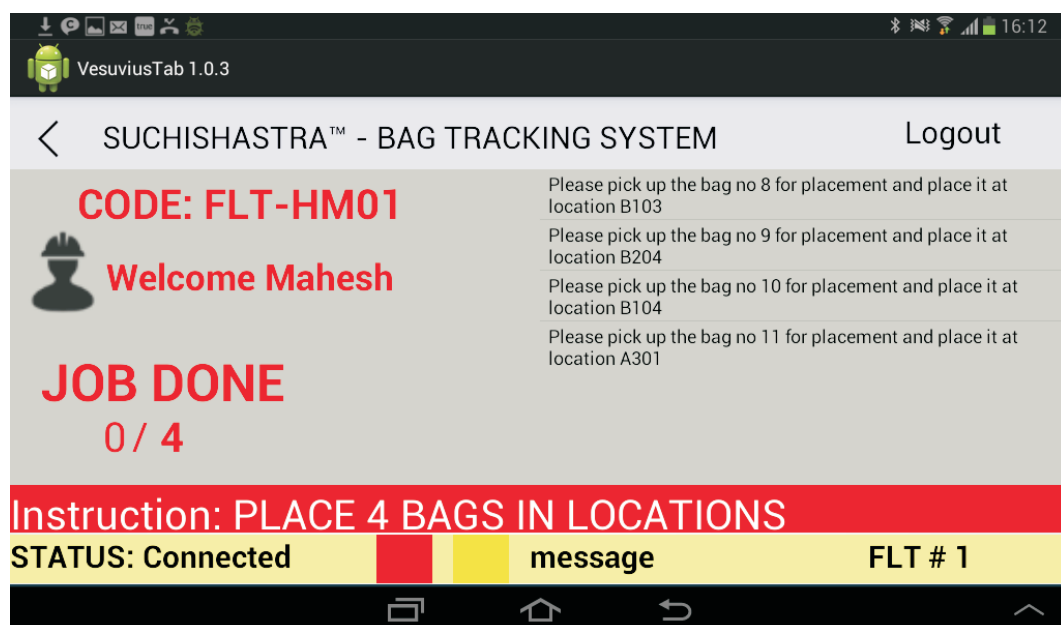 true
16:12
VesuviusTab 1.0.3
SUCHISHASTRA™ - BAG TRACKING SYSTEM
Logout
CODE: FLT-HM01
Welcome Mahesh
JOB DONE
0/ 4
Please pick up the bag no 8 for placement and place it at
location B103
Please pick up the bag no 9 for placement and place it at
location B204
Please pick up the bag no 10 for placement and place it at
location B104
Please pick up the bag no 11 for placement and place it at
location A301
Instruction: PLACE 4 BAGS IN LOCATIONS
STATUS: Connected
message
FLT # 1